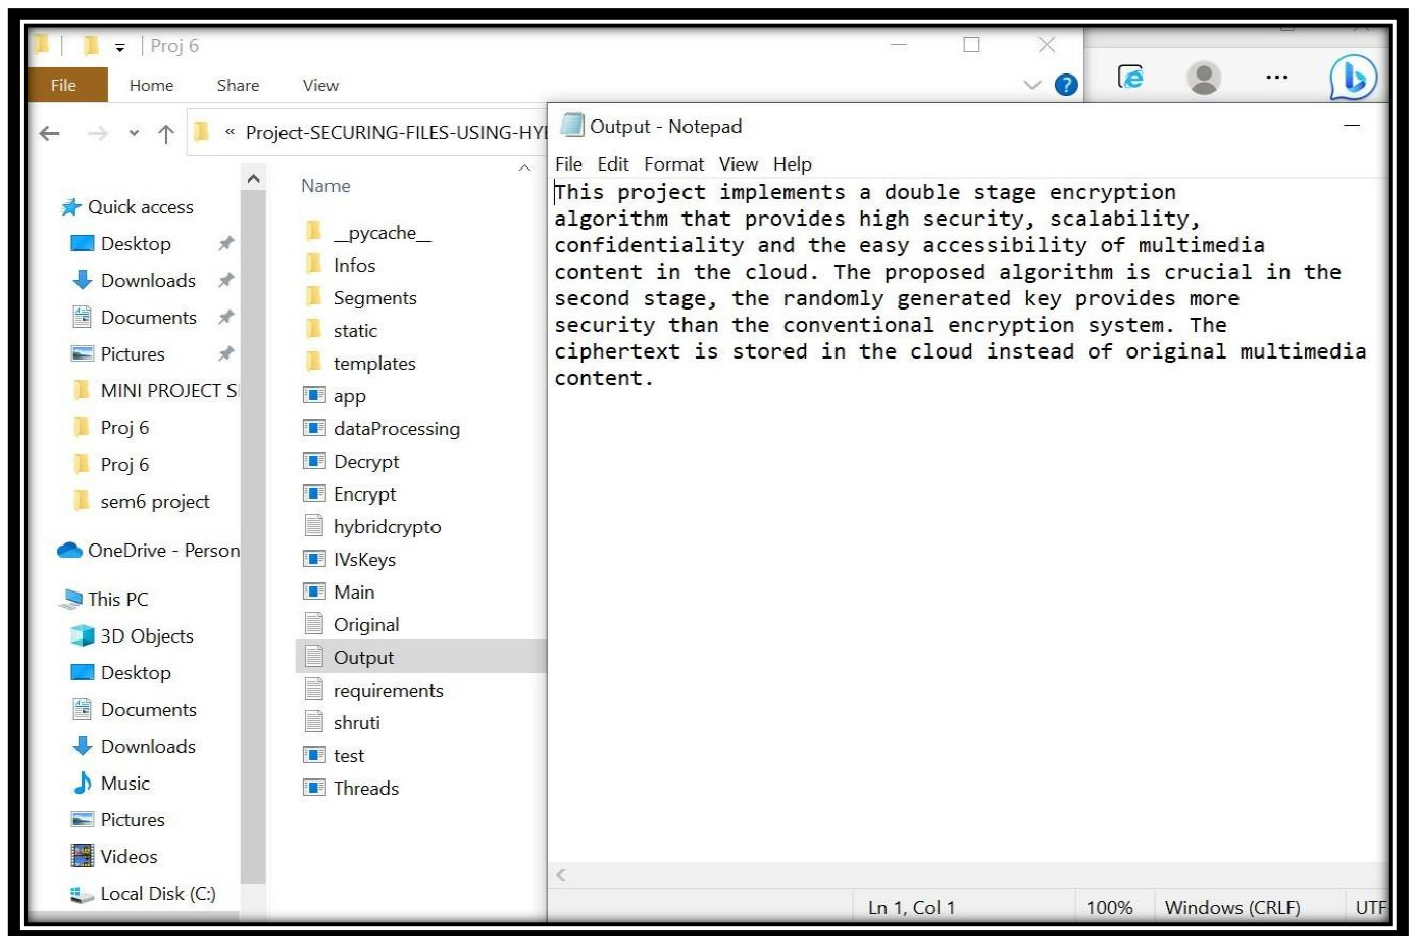 Proj 6
File Home Share View
?
« Project-SECURING-FILES-USING-HY
Quick access
Desktop
Downloads
Documents
Pictures
MINI PROJECT S
Proj 6
Proj 6
sem6 project
OneDrive - Person
This PC
3D Objects
Desktop
Documents
Downloads
Music
Pictures
Videos
Local Disk (C:)
Name
__pycache__
Infos
Segments
static
templates
app
dataProcessing
Decrypt
Encrypt
hybridcrypto
IVsKeys
Main
Original
Output
requirements
shruti
test
Threads
Output - Notepad
File Edit Format View Help
This project implements a double stage encryption
algorithm that provides high security, scalability,
confidentiality and the easy accessibility of multimedia
content in the cloud. The proposed algorithm is crucial in the
second stage, the randomly generated key provides more
security than the conventional encryption system. The
ciphertext is stored in the cloud instead of original multimedia
content.
Ln 1, Col 1 100% Windows (CRLF) UTF